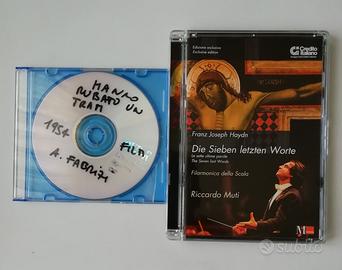 HANNO
RUBATO UN
TRAM
1954
FILM
A. FABRIZI
Edizione esclusiva
Exclusive edition
Credito
Italiano
Franz Joseph Haydn
Die Sieben letzten Worte
Le sette ultime parole
The Seven last Words
Filarmonica della Scala
Riccardo Muti
M
subito